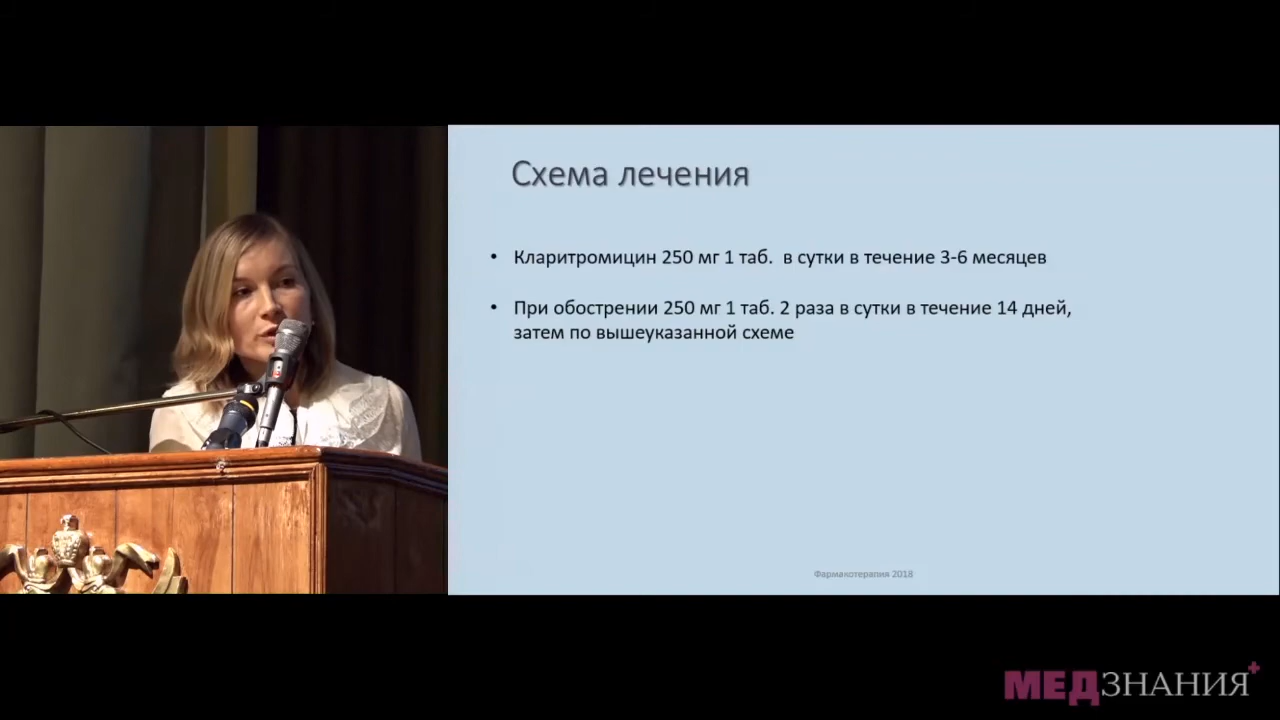 Схема лечения
• Кларитромицин 250 мг 1 таб.  в сутки в течение 3-6 месяцев
• При обострении 250 мг 1 таб. 2 раза в сутки в течение 14 дней,
затем по вышеуказанной схеме
Фармакотерапия 2018
МЕДЗНАНИЯ+